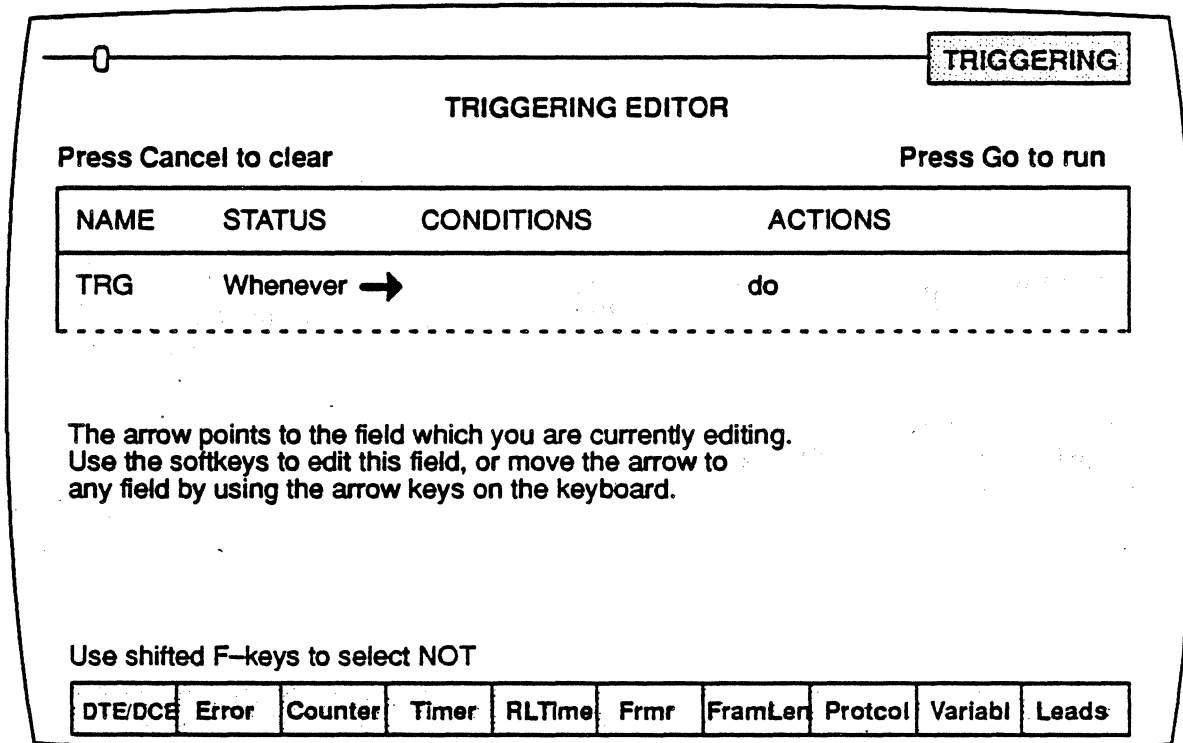 TRIGGERING
TRIGGERING EDITOR
Press Cancel to clear Press Go to run
NAME STATUS CONDITIONS ACTIONS
TRG Whenever do
The arrow points to the field which you are currently editing.
Use the softkeys to edit this field, or move the arrow to
any field by using the arrow keys on the keyboard.
Use shifted F–keys to select NOT
DTE/DCE Error Counter Timer RLTime Frmr FramLen Protcol Variabl Leads